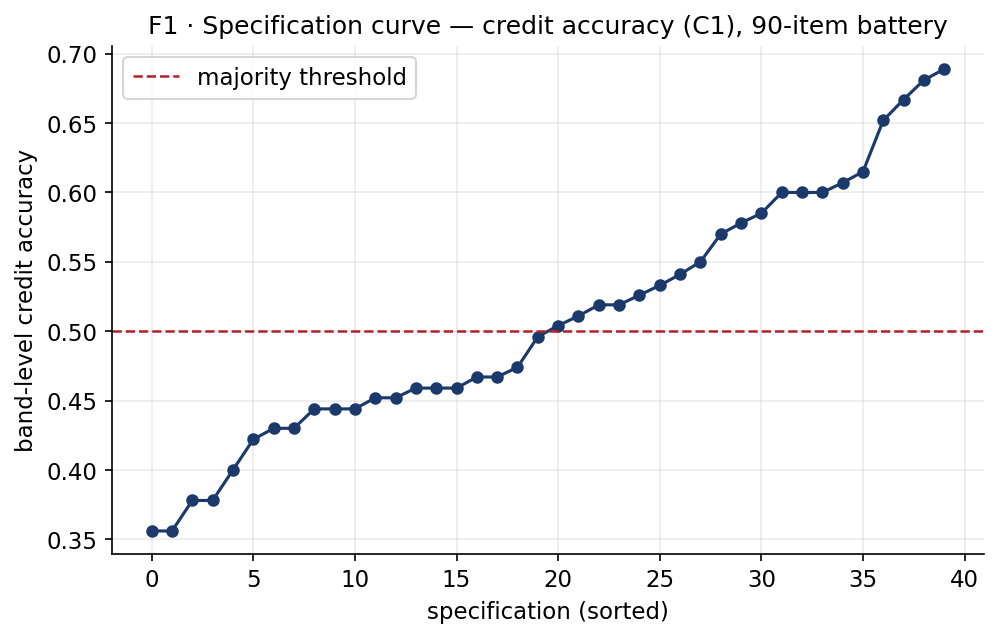 F1 · Specification curve — credit accuracy (C1), 90-item battery
majority threshold
band-level credit accuracy
0.70
0.65
0.60
0.55
0.50
0.45
0.40
0.35
0 5 10 15 20 25 30 35 40
specification (sorted)